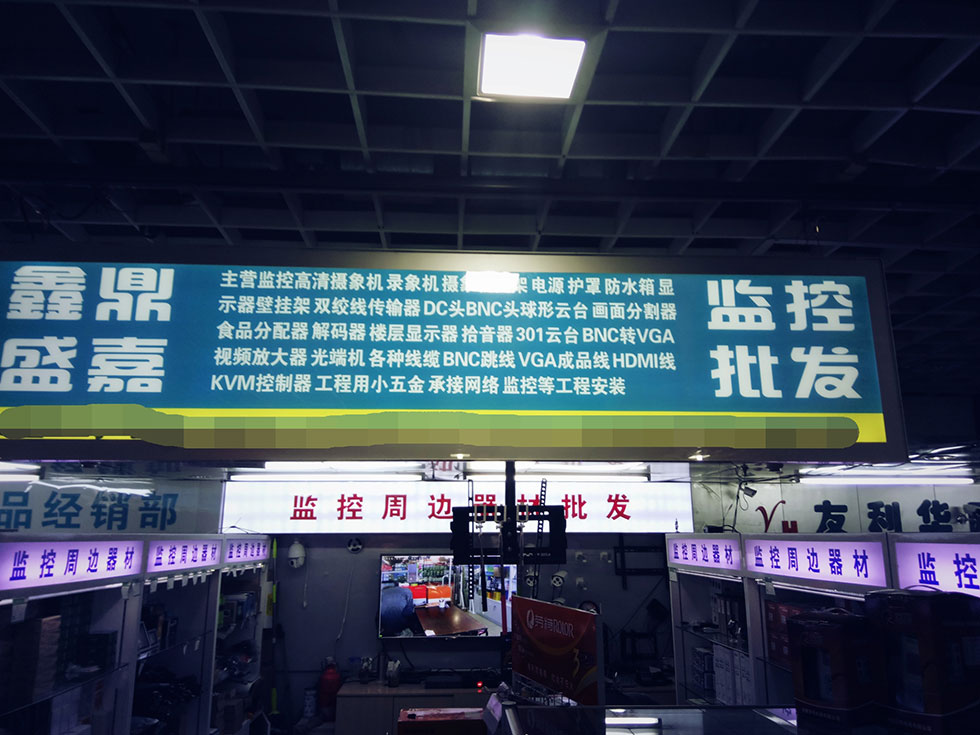 鑫鼎
盛嘉
主营监控高清摄象机 录象机 摄 架 电源 护罩 防水箱 显
示器壁挂架 双绞线传输器 DC头BNC头球形云台 画面分割器
食品分配器 解码器 楼层显示器 拾音器 301云台 BNC转VGA
视频放大器 光端机 各种线缆 BNC跳线 VGA成品线 HDMI线
KVM控制器 工程用小五金 承接网络 监控等工程安装
监控
批发
品经销部
监控周边器材批发
友利华
监控周边器材
监控周边器材
监控周边器材
监控周边器材
监控周边器材
监控